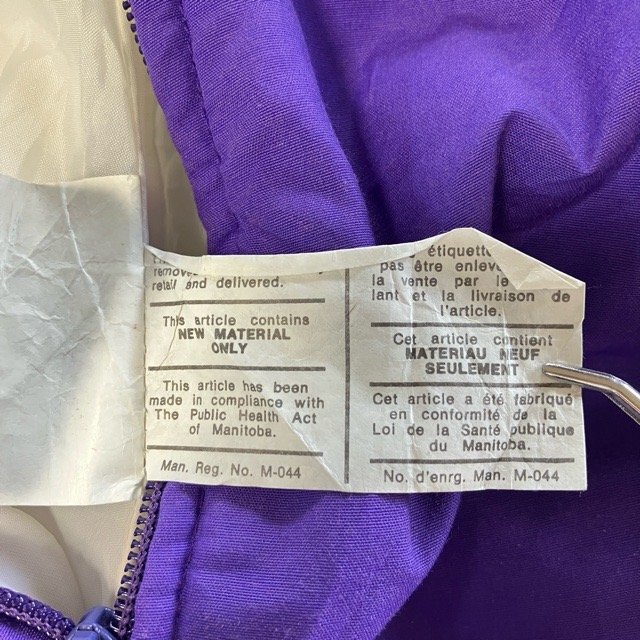 remove
retail and delivered.
This article contains
NEW MATERIAL
ONLY
This article has been
made in compliance with
The Public Health Act
of Manitoba.
Man. Reg. No. M-044
étiquette
pas être enlev
la vente par le
lant et la livraison de
l'article.
Cet article contient
MATERIAU NEUF
SEULEMENT
Cet article a été fabriqué
en conformité de la
Loi de la Santé publique
du Manitoba.
No. d'enrg. Man. M-044